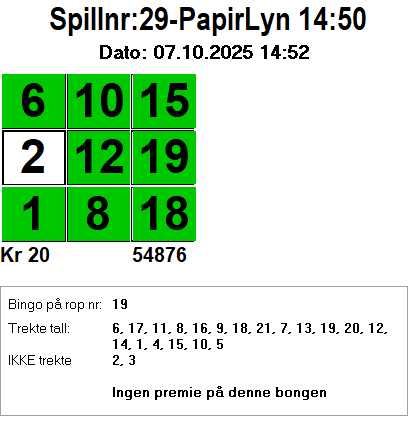 Spillnr:29-PapirLyn 14:50
Dato: 07.10.2025 14:52
6 10 15
2 12 19
1 8 18
Kr 20 54876
Bingo på rop nr: 19
Trekte tall: 6, 17, 11, 8, 16, 9, 18, 21, 7, 13, 19, 20, 12,
14, 1, 4, 15, 10, 5
IKKE trekte 2, 3
Ingen premie på denne bongen